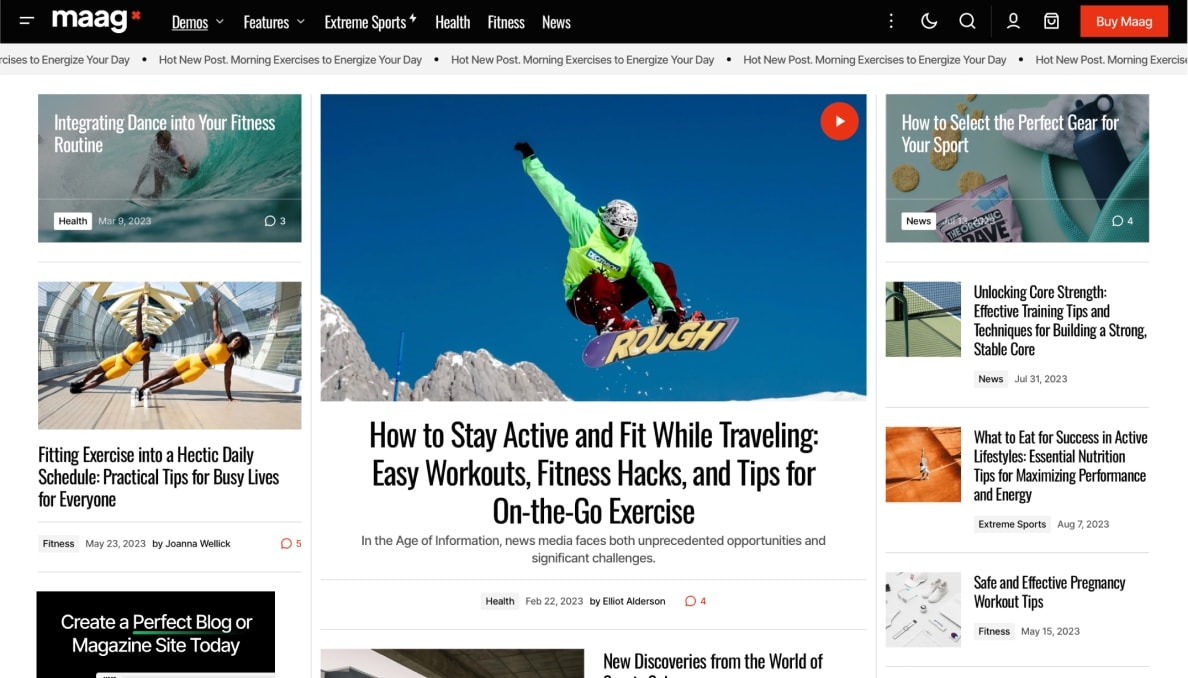 maag
Demos
Features
Extreme Sports
Health
Fitness
News
Buy Maag
to Energize Your Day • Hot New Post. Morning Exercises to Energize Your Day • Hot New Post. Morning Exercises to Energize Your Day • Hot New Post. Morning Exercises to Energize Your Day • Hot New Post. Morning
Integrating Dance into Your Fitness
Routine
Health Mar 9, 2023 3
Fitting Exercise into a Hectic Daily
Schedule: Practical Tips for Busy Lives
for Everyone
Fitness May 23, 2023 by Joanna Wellick 5
Create a Perfect Blog or
Magazine Site Today
DECATHLON
ROUGH
How to Stay Active and Fit While Traveling:
Easy Workouts, Fitness Hacks, and Tips for
On-the-Go Exercise
In the Age of Information, news media faces both unprecedented opportunities and
significant challenges.
Health Feb 22, 2023 by Elliot Alderson 4
New Discoveries from the World of
How to Select the Perfect Gear for
Your Sport
News Jul 13, 2023 4
THE ORGANIC
CRAVE
Unlocking Core Strength:
Effective Training Tips and
Techniques for Building a Strong,
Stable Core
News Jul 31, 2023
What to Eat for Success in Active
Lifestyles: Essential Nutrition
Tips for Maximizing Performance
and Energy
Extreme Sports Aug 7, 2023
Safe and Effective Pregnancy
Workout Tips
Fitness May 15, 2023